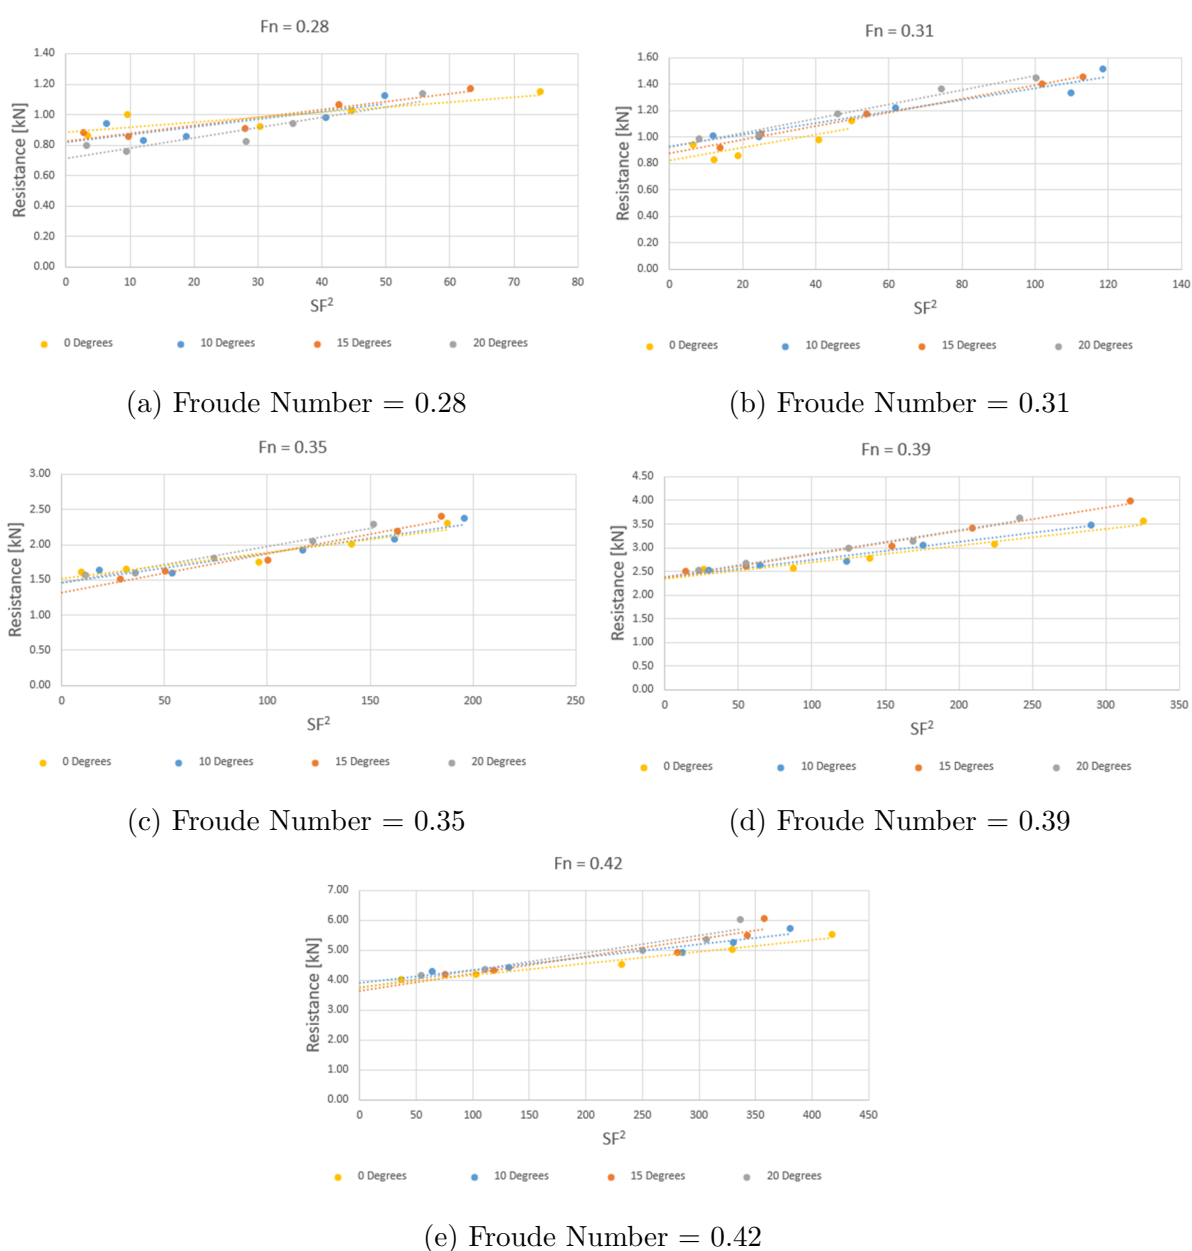 Fn = 0.28
Resistance [kN]
1.40
1.20
1.00
0.80
0.60
0.40
0.20
0.00
0 10 20 30 40 50 60 70 80
SF²
0 Degrees 10 Degrees 15 Degrees 20 Degrees
(a) Froude Number = 0.28
Fn = 0.31
Resistance [kN]
1.60
1.40
1.20
1.00
0.80
0.60
0.40
0.20
0.00
0 20 40 60 80 100 120 140
SF²
0 Degrees 10 Degrees 15 Degrees 20 Degrees
(b) Froude Number = 0.31
Fn = 0.35
Resistance [kN]
3.00
2.50
2.00
1.50
1.00
0.50
0.00
0 50 100 150 200 250
SF²
0 Degrees 10 Degrees 15 Degrees 20 Degrees
(c) Froude Number = 0.35
Fn = 0.39
Resistance [kN]
4.50
4.00
3.50
3.00
2.50
2.00
1.50
1.00
0.50
0.00
0 50 100 150 200 250 300 350
SF²
0 Degrees 10 Degrees 15 Degrees 20 Degrees
(d) Froude Number = 0.39
Fn = 0.42
Resistance [kN]
7.00
6.00
5.00
4.00
3.00
2.00
1.00
0.00
0 50 100 150 200 250 300 350 400 450
SF²
0 Degrees 10 Degrees 15 Degrees 20 Degrees
(e) Froude Number = 0.42